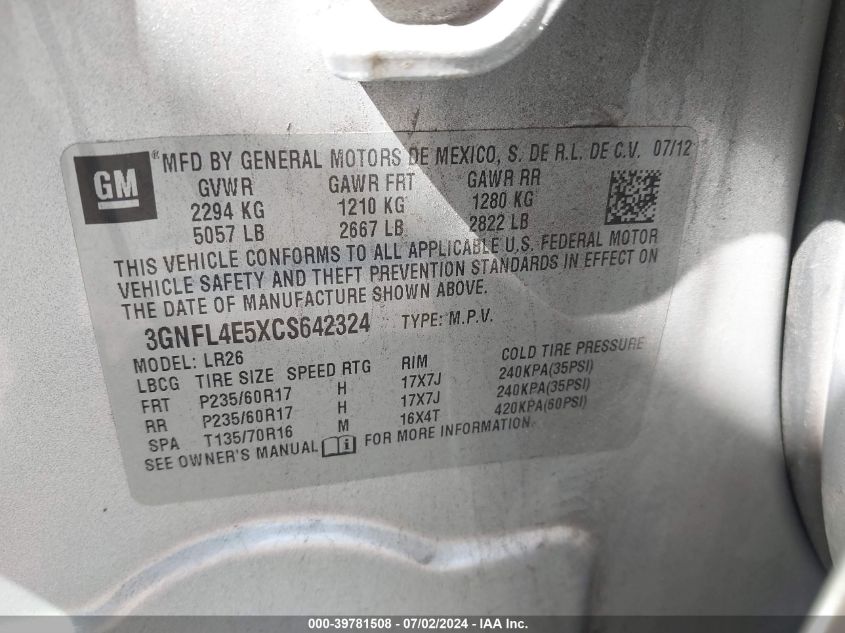 GM ® MFD BY GENERAL MOTORS DE MEXICO, S. DE R.L. DE C.V. 07/12
GVWR GAWR FRT GAWR RR
2294 KG 1210 KG 1280 KG
5057 LB 2667 LB 2822 LB
THIS VEHICLE CONFORMS TO ALL APPLICABLE U.S. FEDERAL MOTOR
VEHICLE SAFETY AND THEFT PREVENTION STANDARDS IN EFFECT ON
THE DATE OF MANUFACTURE SHOWN ABOVE.
3GNFL4E5XCS642324 TYPE: M.P.V.
MODEL: LR26
LBCG TIRE SIZE SPEED RTG RIM COLD TIRE PRESSURE
FRT P235/60R17 H 17X7J 240KPA(35PSI)
RR P235/60R17 H 17X7J 240KPA(35PSI)
SPA T135/70R16 M 16X4T 420KPA(60PSI)
SEE OWNER'S MANUAL FOR MORE INFORMATION
000-39781508 - 07/02/2024 - IAA Inc.